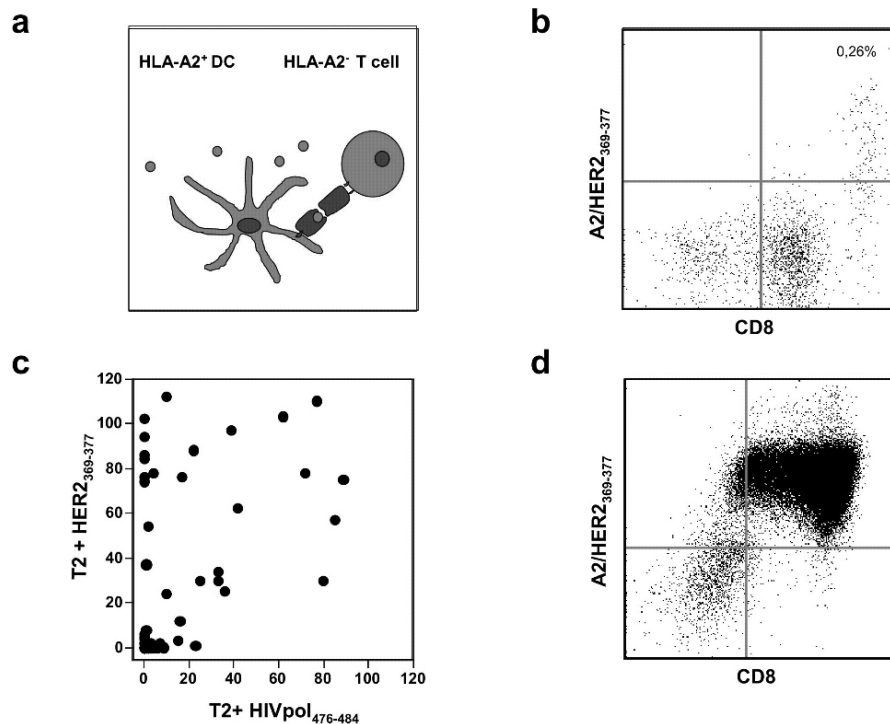 a
HLA-A2+ DC HLA-A2- T cell
b
0,26%
A2/HER2369-377
CD8
c
120
100
80
60
40
20
0
T2 + HER2369-377
0 20 40 60 80 100 120
T2+ HIVpol476-484
d
A2/HER2369-377
CD8